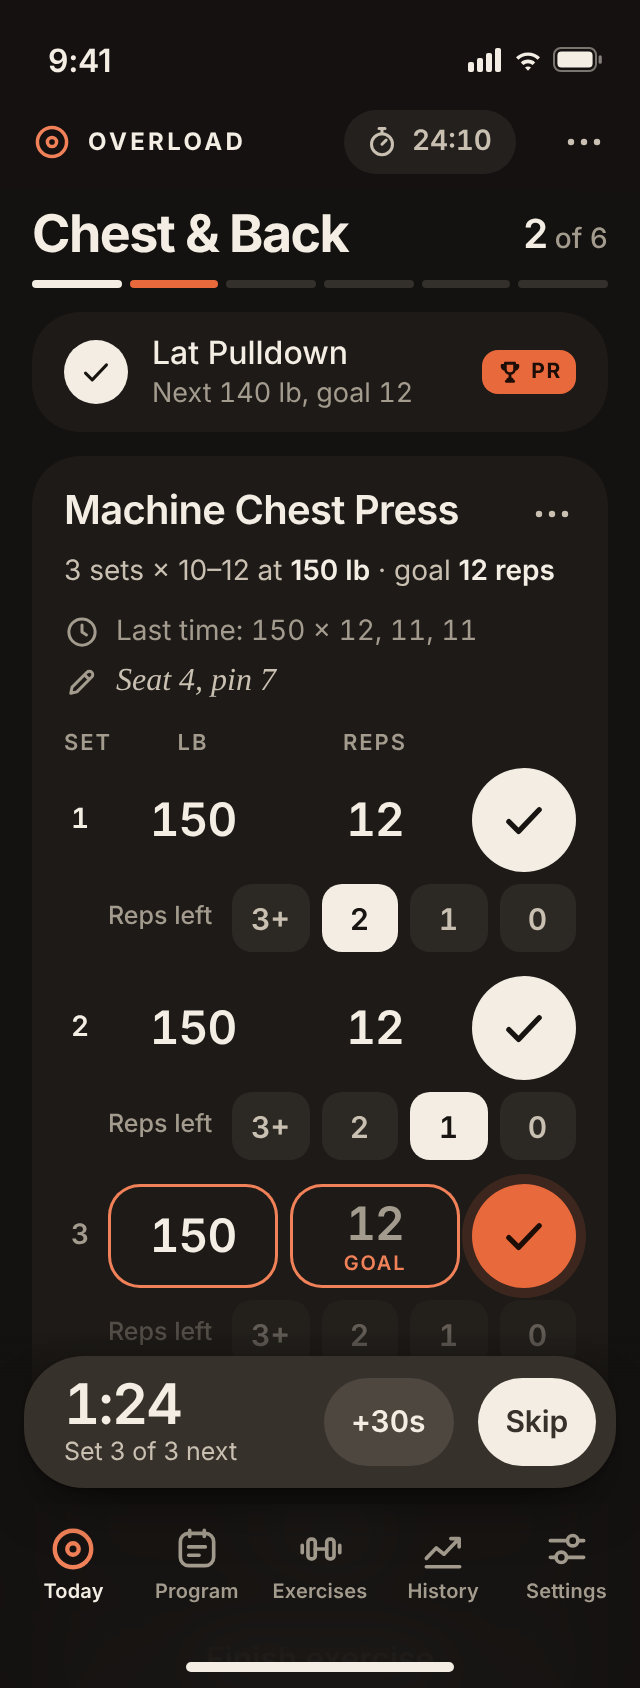 9:41
OVERLOAD
24:10
Chest & Back
2 of 6
Lat Pulldown
Next 140 lb, goal 12
PR
Machine Chest Press
3 sets × 10–12 at 150 lb · goal 12 reps
Last time: 150 × 12, 11, 11
Seat 4, pin 7
SET LB REPS
1 150 12
Reps left 3+ 2 1 0
2 150 12
Reps left 3+ 2 1 0
3 150 12
GOAL
Reps left 3+ 2 1 0
1:24
Set 3 of 3 next
+30s
Skip
Today Program Exercises History Settings
Finish exercise